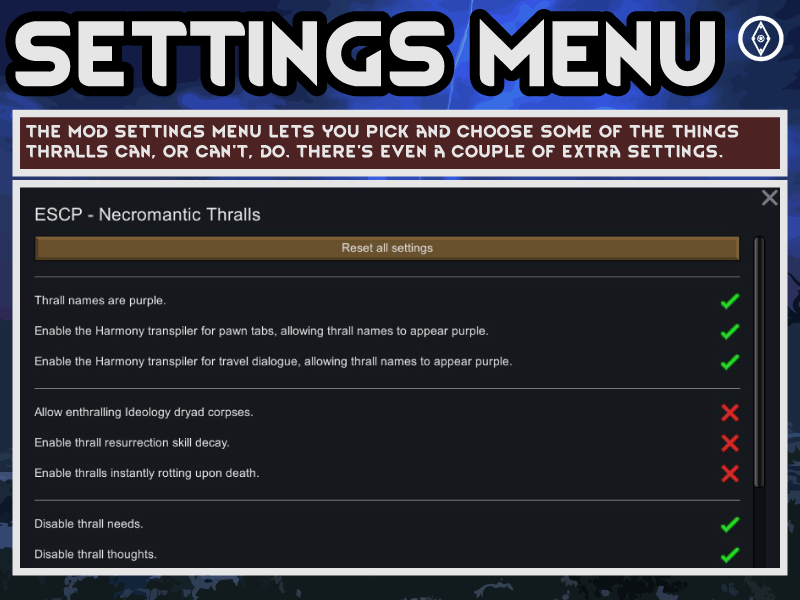 SETTINGS MENU
THE MOD SETTINGS MENU LETS YOU PICK AND CHOOSE SOME OF THE THINGS
THRALLS CAN, OR CAN'T, DO. THERE'S EVEN A COUPLE OF EXTRA SETTINGS.
ESCP - Necromantic Thralls
Reset all settings
Thrall names are purple.
Enable the Harmony transpiler for pawn tabs, allowing thrall names to appear purple.
Enable the Harmony transpiler for travel dialogue, allowing thrall names to appear purple.
Allow enthralling Ideology dryad corpses.
Enable thrall resurrection skill decay.
Enable thralls instantly rotting upon death.
Disable thrall needs.
Disable thrall thoughts.